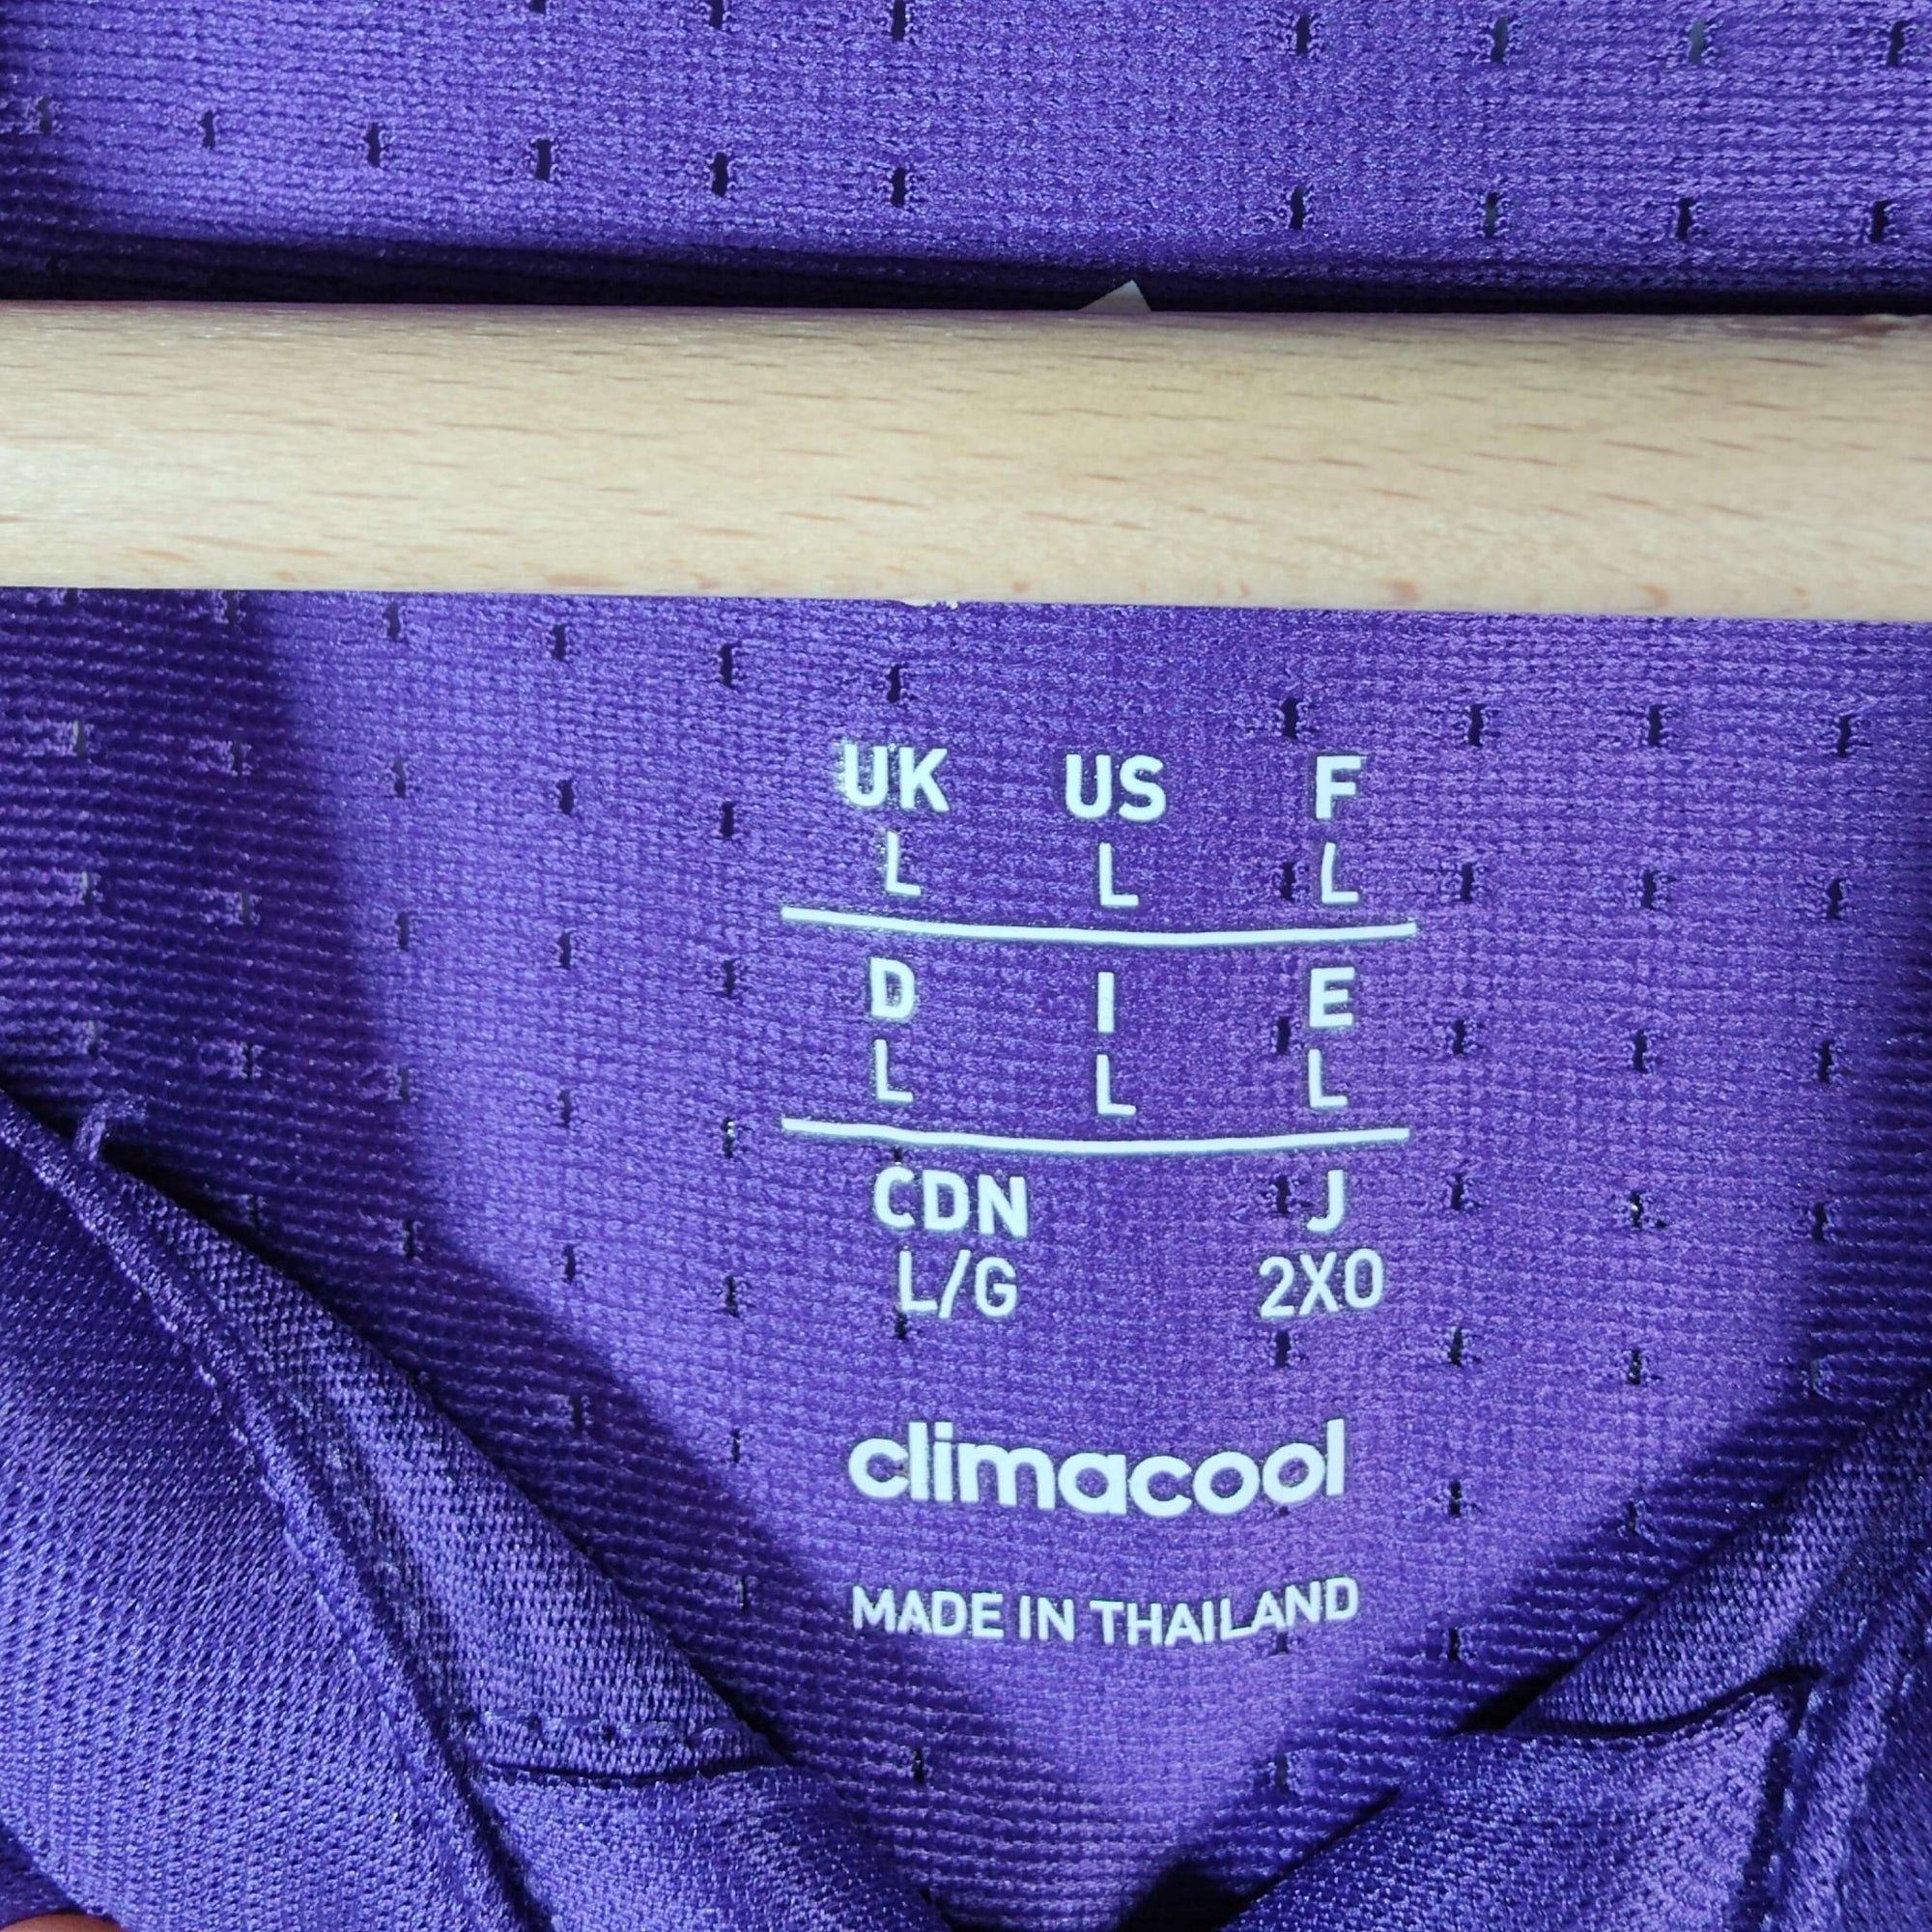 UK US F
L L L
D I E
L L L
CDN J
L/G 2XO
climacool
MADE IN THAILAND